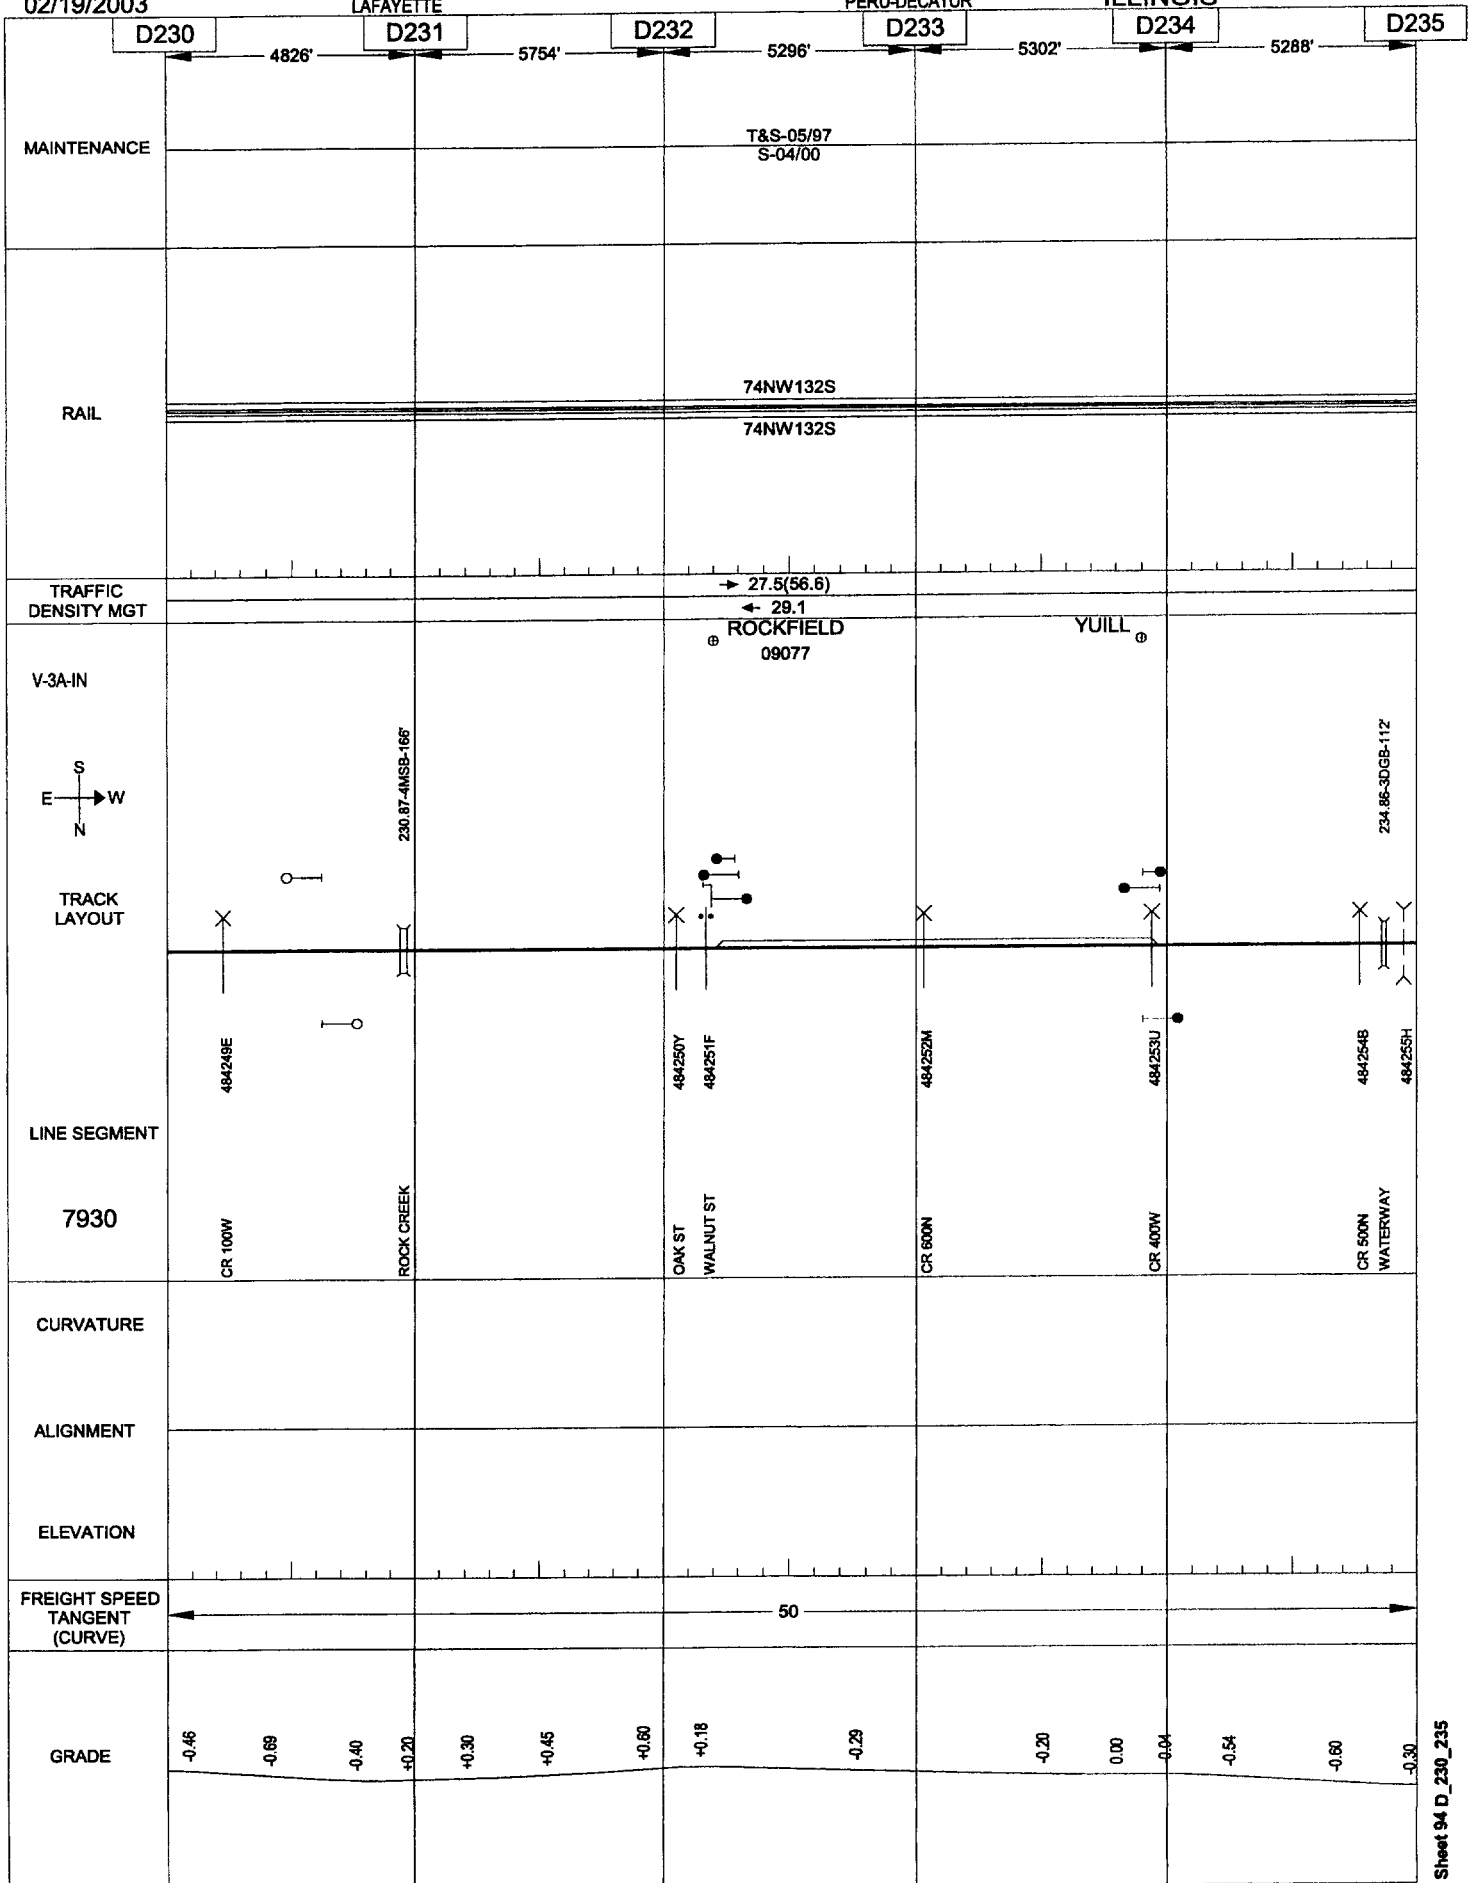 02/19/2003 LAFAYETTE PERU-DECATUR ILLINOIS
D230 D231 D232 D233 D234 D235
4826' 5754' 5296' 5302' 5288'
MAINTENANCE
T&S-05/97
S-04/00
RAIL
74NW132S
74NW132S
TRAFFIC
DENSITY MGT
27.5(56.6)
29.1
ROCKFIELD
09077
YUILL
V-3A-IN
S
E W
N
230.87-4MSB-166'
234.86-3DGB-112'
TRACK
LAYOUT
484249E
484250Y
484251F
484252M
484253U
484254B
484255H
LINE SEGMENT
7930
CR 100W
ROCK CREEK
OAK ST
WALNUT ST
CR 600N
CR 400W
CR 500N
WATERWAY
CURVATURE
ALIGNMENT
ELEVATION
FREIGHT SPEED
TANGENT
(CURVE)
50
GRADE
-0.46
-0.69
-0.40
+0.20
+0.30
+0.45
+0.60
+0.18
-0.29
-0.20
0.00
-0.04
-0.54
-0.60
-0.30
Sheet 94 D_230_235